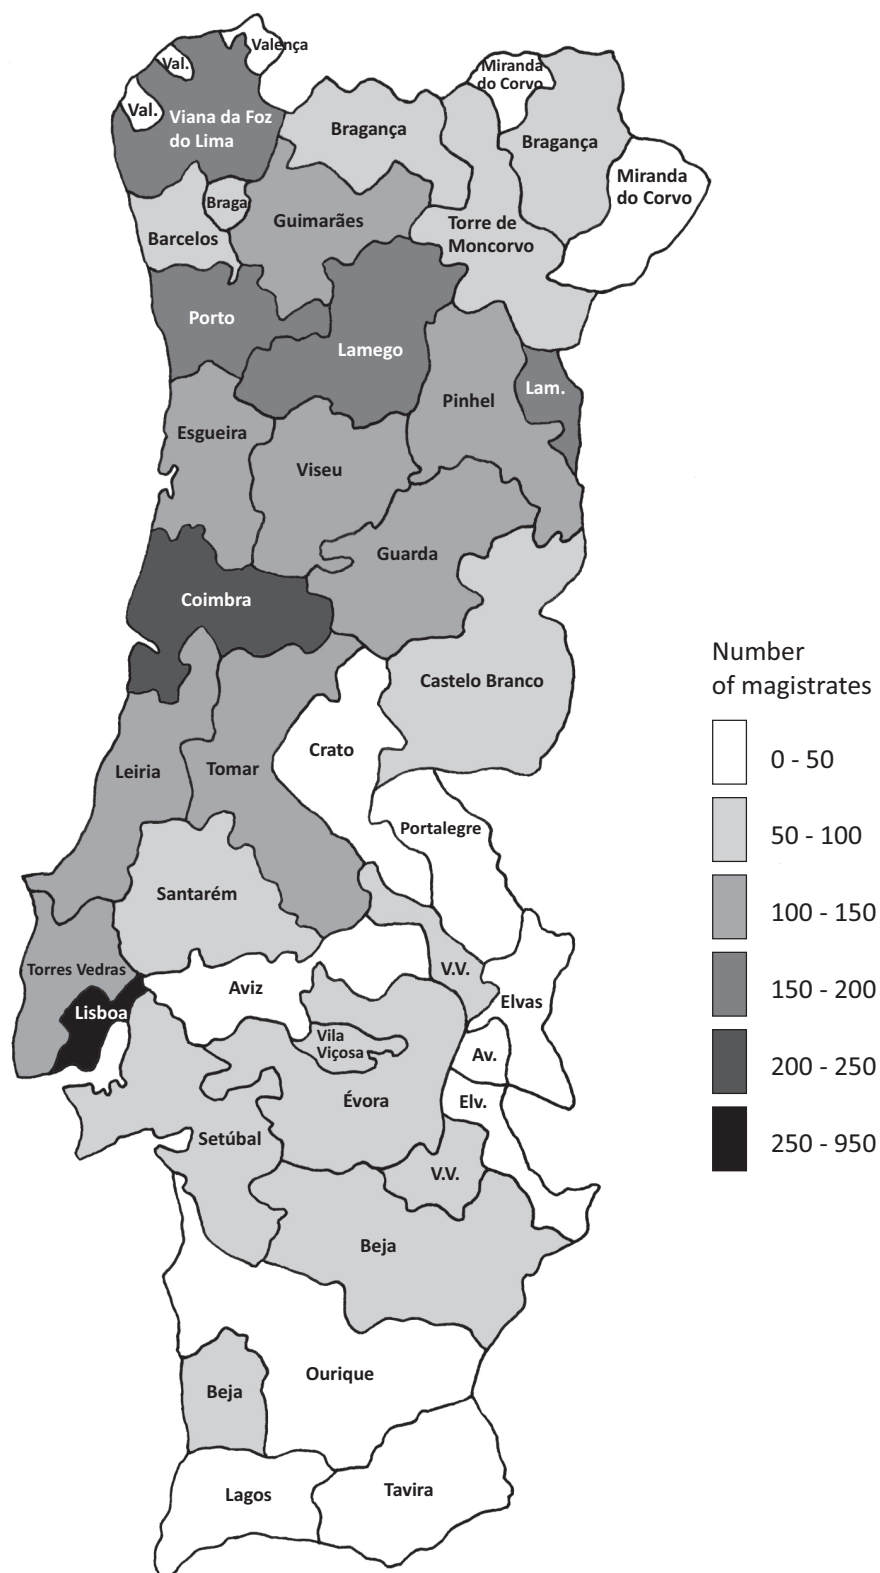 Valença
Val.
Miranda
do Corvo
Val.
Viana da Foz
do Lima
Bragança
Bragança
Miranda
do Corvo
Braga
Guimarães
Torre de
Moncorvo
Barcelos
Porto
Lamego
Lam.
Pinhel
Esgueira
Viseu
Guarda
Coimbra
Castelo Branco
Crato
Leiria
Tomar
Portalegre
Santarém
Torres Vedras
V.V.
Aviz
Elvas
Lisboa
Vila
Viçosa
Av.
Évora
Elv.
Setúbal
V.V.
Beja
Ourique
Beja
Lagos
Tavira
Number
of magistrates
0 - 50
50 - 100
100 - 150
150 - 200
200 - 250
250 - 950